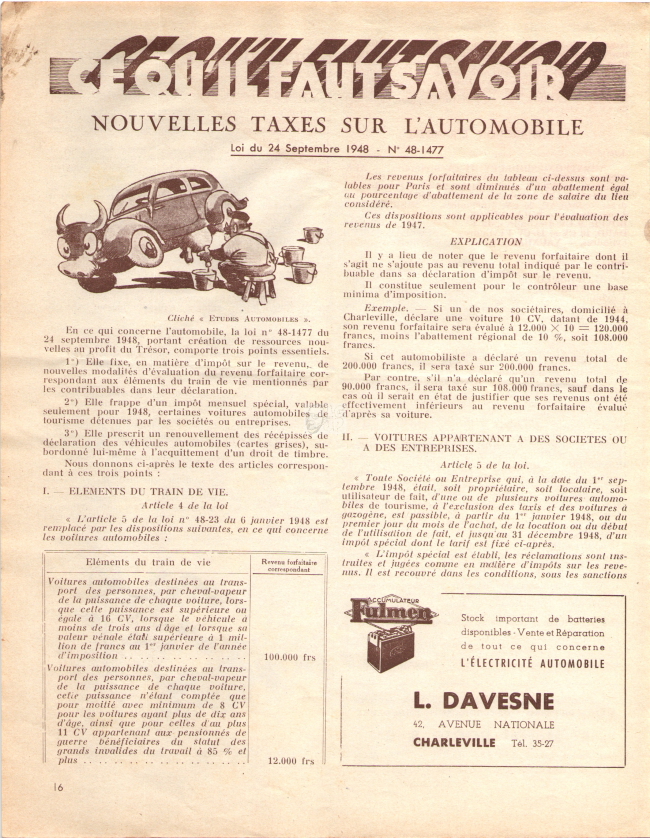 CE QU'IL FAUT SAVOIR
NOUVELLES TAXES SUR L'AUTOMOBILE
Loi du 24 Septembre 1948 - N° 48-1477
Cliché « ETUDES AUTOMOBILES ».
En ce qui concerne l'automobile, la loi n° 48-1477 du
24 septembre 1948, portant création de ressources nou-
velles au profit du Trésor, comporte trois points essentiels.
1°) Elle fixe, en matière d'impôt sur le revenu, de
nouvelles modalités d'évaluation du revenu forfaitaire cor-
respondant aux éléments du train de vie mentionnés par
les contribuables dans leur déclaration.
2°) Elle frappe d'un impôt mensuel spécial, valable
seulement pour 1948, certaines voitures automobiles de
tourisme détenues par les sociétés ou entreprises.
3°) Elle prescrit un renouvellement des récépissés de
déclaration des véhicules automobiles (cartes grises), su-
bordonné lui-même à l'acquittement d'un droit de timbre.
Nous donnons ci-après le texte des articles correspon-
dant à ces trois points :
I. — ELEMENTS DU TRAIN DE VIE.
Article 4 de la loi
« L'article 5 de la loi n° 48-23 du 6 janvier 1948 est
remplacé par les dispositions suivantes, en ce qui concerne
les voitures automobiles :
Eléments du train de vie
Revenu forfaitaire
correspondant
Voitures automobiles destinées au trans-
port des personnes, par cheval-vapeur
de la puissance de chaque voiture, lors-
que cette puissance est supérieure ou
égale à 16 CV, lorsque le véhicule a
moins de trois ans d'âge et lorsque sa
valeur vénale était supérieure à 1 mil-
lion de francs au 1er janvier de l'année
d'imposition .. .. .. .. .. .. .. .. 100.000 frs
Voitures automobiles destinées au trans-
port des personnes, par cheval-vapeur
de la puissance de chaque voiture,
cette puissance n'étant comptée que
pour moitié avec minimum de 8 CV
pour les voitures ayant plus de dix ans
d'âge, ainsi que pour celles d'au plus
11 CV appartenant aux pensionnés de
guerre bénéficiaires du statut des
grands invalides du travail à 85 % et
plus .. .. .. .. .. .. .. .. .. .. 12.000 frs
16
Les revenus forfaitaires du tableau ci-dessus sont va-
lables pour Paris et sont diminués d'un abattement égal
au pourcentage d'abattement de la zone de salaire du lieu
considéré.
Ces dispositions sont applicables pour l'évaluation des
revenus de 1947.
EXPLICATION
Il y a lieu de noter que le revenu forfaitaire dont il
s'agit ne s'ajoute pas au revenu total indiqué par le contri-
buable dans sa déclaration d'impôt sur le revenu.
Il constitue seulement pour le contrôleur une base
minima d'imposition.
Exemple. — Si un de nos sociétaires, domicilié à
Charleville, déclare une voiture 10 CV. datant de 1944,
son revenu forfaitaire sera évalué à 12.000 × 10 = 120.000
francs, moins l'abattement régional de 10 %, soit 108.000
francs.
Si cet automobiliste a déclaré un revenu total de
200.000 francs, il sera taxé sur 200.000 francs.
Par contre, s'il n'a déclaré qu'un revenu total de
90.000 francs, il sera taxé sur 108.000 francs, sauf dans le
cas où il serait en état de justifier que ses revenus ont été
effectivement inférieurs au revenu forfaitaire évalué
d'après sa voiture.
II. — VOITURES APPARTENANT A DES SOCIETES OU
A DES ENTREPRISES.
Article 5 de la loi.
« Toute Société ou Entreprise qui, à la date du 1er sep-
tembre 1948, était, soit propriétaire, soit locataire, soit
utilisateur de fait, d'une ou de plusieurs voitures automo-
biles de tourisme, à l'exclusion des taxis et des voitures à
gazogène, est passible, à partir du 1er janvier 1948, ou du
premier jour du mois de l'achat, de la location ou du début
de l'utilisation de fait, et jusqu'au 31 décembre 1948, d'un
impôt spécial dont le tarif est fixé ci-après.
« L'impôt spécial est établi, les réclamations sont ins-
truites et jugées comme en matière d'impôts sur les reve-
nus. Il est recouvré dans les conditions, sous les sanctions
ACCUMULATEUR
Fulmen
Stock important de batteries
disponibles - Vente et Réparation
de tout ce qui concerne
L'ÉLECTRICITÉ AUTOMOBILE
L. DAVESNE
42, AVENUE NATIONALE
CHARLEVILLE Tél. 35-27